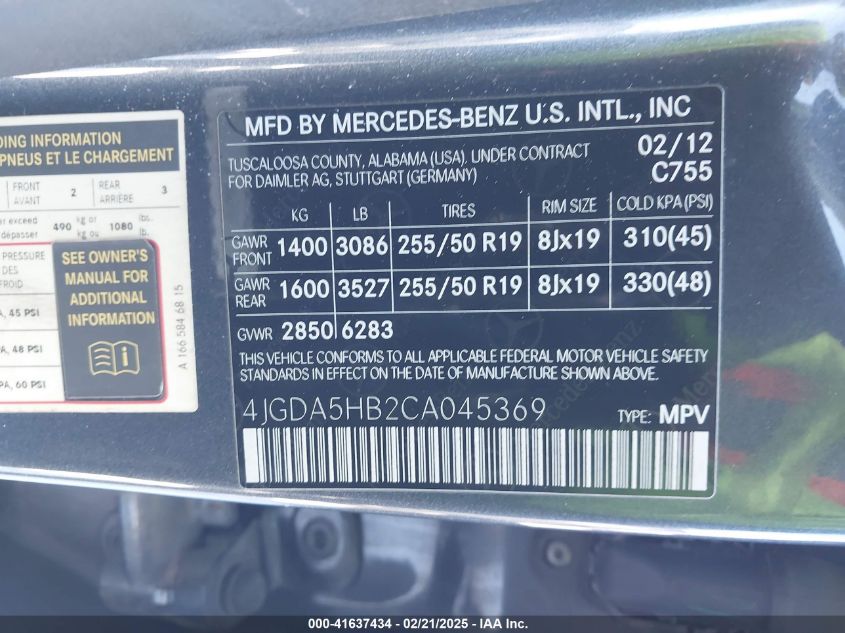 DING INFORMATION
PNEUS ET LE CHARGEMENT
FRONT
AVANT
2
REAR
ARRIÈRE
3
er exceed
dépasser
490 kg or
kg ou
1080 lbs.
lb.
PRESSURE
DES
FROID
A, 45 PSI
A, 48 PSI
PA, 60 PSI
SEE OWNER'S
MANUAL FOR
ADDITIONAL
INFORMATION
A 166 584 68 15
MFD BY MERCEDES-BENZ U.S. INTL., INC
TUSCALOOSA COUNTY, ALABAMA (USA), UNDER CONTRACT
FOR DAIMLER AG, STUTTGART (GERMANY)
02/12
C755
KG LB TIRES RIM SIZE COLD KPA (PSI)
GAWR FRONT 1400 3086 255/50 R19 8Jx19 310(45)
GAWR REAR 1600 3527 255/50 R19 8Jx19 330(48)
GVWR 2850 6283
THIS VEHICLE CONFORMS TO ALL APPLICABLE FEDERAL MOTOR VEHICLE SAFETY
STANDARDS IN EFFECT ON THE DATE OF MANUFACTURE SHOWN ABOVE.
4JGDA5HB2CA045369
TYPE: MPV
000-41637434 - 02/21/2025 - IAA Inc.